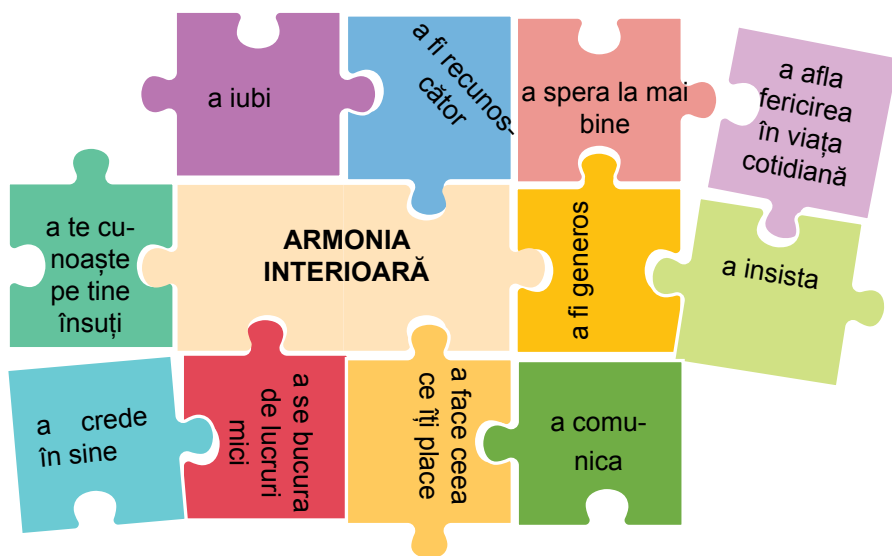 a iubi
a fi recunos-
cător
a spera la mai
bine
a afla
fericirea
în viața
cotidiană
a te cu-
noaște
pe tine
însuți
ARMONIA
INTERIOARĂ
a fi generos
a insista
a crede
în sine
a se bucura
de lucruri
mici
a face ceea
ce îți place
a comu-
nica